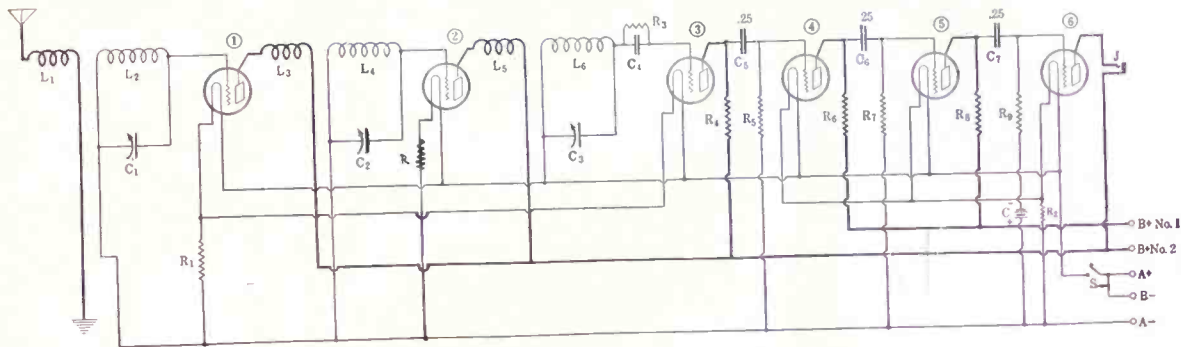 L1
L2
C1
①
L3
R1
L4
C2
②
R
L5
L6
C3
R3
C4
③
R4
.25
C5
R5
④
R6
.25
C6
R7
⑤
R8
.25
C7
R9
⑥
J
C
-
+
R2
B+ No. 1
B+ No. 2
S
A+
B-
A-